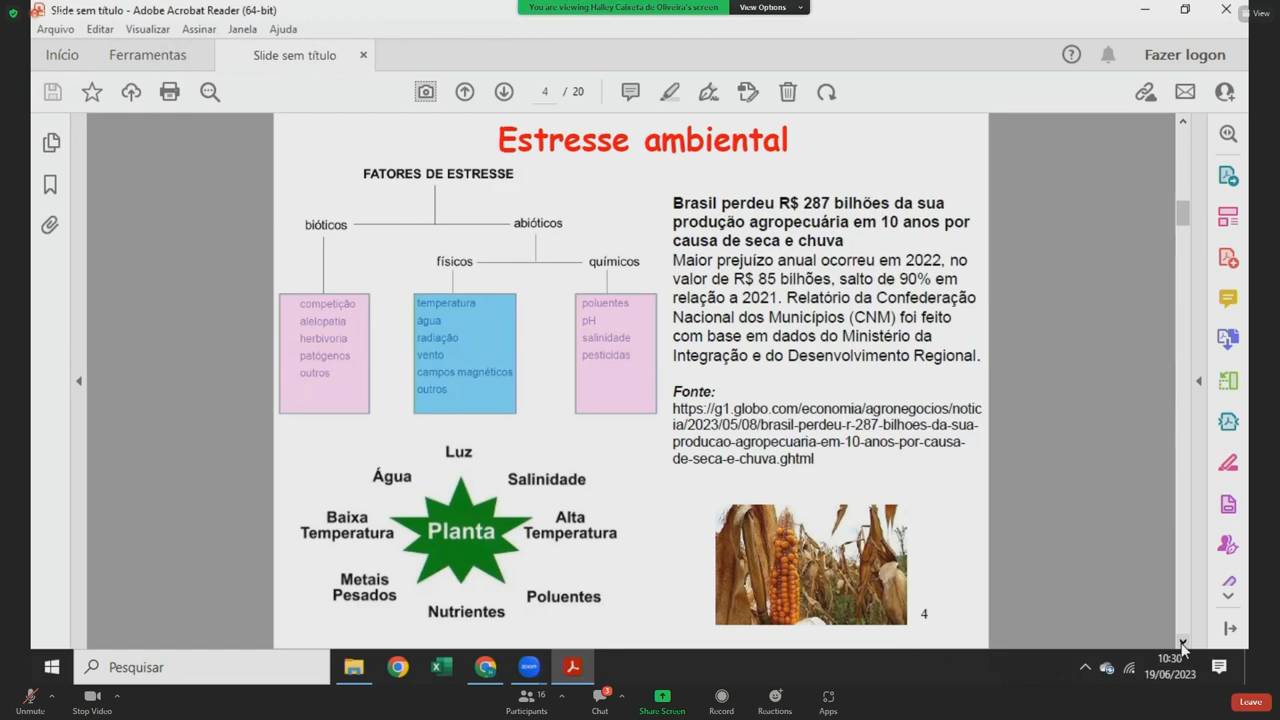 Slide sem título - Adobe Acrobat Reader (64-bit)
You are viewing Halley Caixeta de Oliveira's screen
View Options
View
Arquivo Editar Visualizar Assinar Janela Ajuda
Início Ferramentas Slide sem título × Fazer logon
4 / 20
Estresse ambiental
FATORES DE ESTRESSE
bióticos
abióticos
físicos
químicos
competição
alelopatia
herbivoria
patógenos
outros
temperatura
água
radiação
vento
campos magnéticos
outros
poluentes
pH
salinidade
pesticidas
Brasil perdeu R$ 287 bilhões da sua
produção agropecuária em 10 anos por
causa de seca e chuva
Maior prejuízo anual ocorreu em 2022, no
valor de R$ 85 bilhões, salto de 90% em
relação a 2021. Relatório da Confederação
Nacional dos Municípios (CNM) foi feito
com base em dados do Ministério da
Integração e do Desenvolvimento Regional.
Fonte:
https://g1.globo.com/economia/agronegocios/notic
ia/2023/05/08/brasil-perdeu-r-287-bilhoes-da-sua-
producao-agropecuaria-em-10-anos-por-causa-
de-seca-e-chuva.ghtml
Luz
Água
Salinidade
Baixa
Temperatura
Planta
Alta
Temperatura
Metais
Pesados
Nutrientes
Poluentes
4
Pesquisar
10:30
19/06/2023
Unmute
Stop Video
16
Participants
3
Chat
Share Screen
Record
Reactions
Apps
Leave